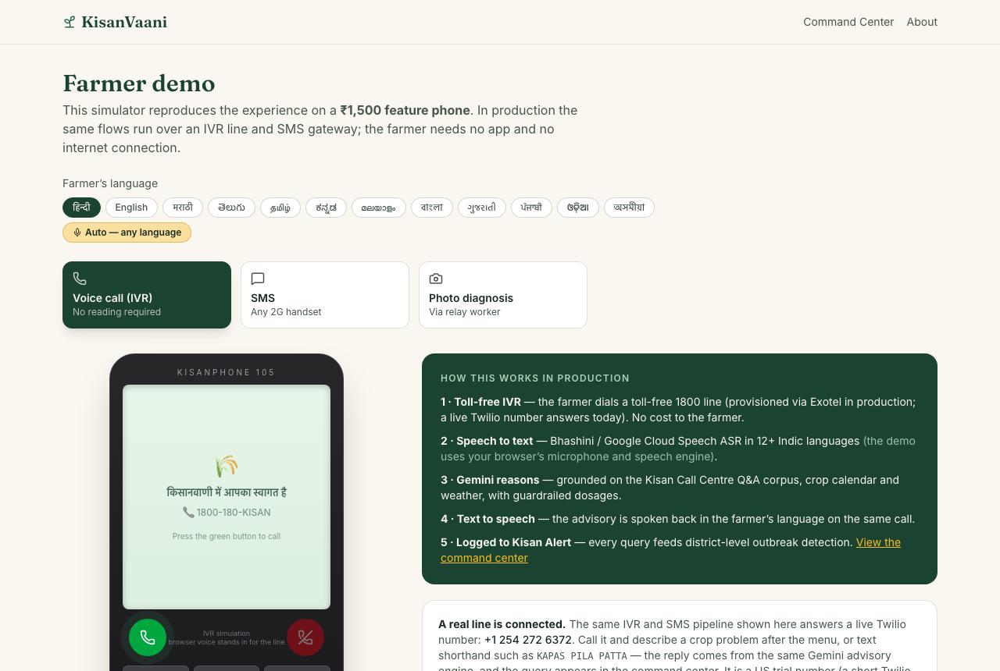 KisanVaani
Command Center
About
Farmer demo
This simulator reproduces the experience on a ₹1,500 feature phone. In production the
same flows run over an IVR line and SMS gateway; the farmer needs no app and no
internet connection.
Farmer’s language
हिन्दी
English
मराठी
తెలుగు
தமிழ்
ಕನ್ನಡ
മലയാളം
বাংলা
ગુજરાતી
ਪੰਜਾਬੀ
ଓଡ଼ିଆ
অসমীয়া
Auto — any language
Voice call (IVR)
No reading required
SMS
Any 2G handset
Photo diagnosis
Via relay worker
KISANPHONE 105
किसानवाणी में आपका स्वागत है
1800-180-KISAN
Press the green button to call
IVR simulation
browser voice stands in for the line
HOW THIS WORKS IN PRODUCTION
1 · Toll-free IVR — the farmer dials a toll-free 1800 line (provisioned via Exotel in production;
a live Twilio number answers today). No cost to the farmer.
2 · Speech to text — Bhashini / Google Cloud Speech ASR in 12+ Indic languages (the demo
uses your browser’s microphone and speech engine).
3 · Gemini reasons — grounded on the Kisan Call Centre Q&A corpus, crop calendar and
weather, with guardrailed dosages.
4 · Text to speech — the advisory is spoken back in the farmer’s language on the same call.
5 · Logged to Kisan Alert — every query feeds district-level outbreak detection. View the
command center
A real line is connected. The same IVR and SMS pipeline shown here answers a live Twilio
number: +1 254 272 6372. Call it and describe a crop problem after the menu, or text
shorthand such as KAPAS PILA PATTA — the reply comes from the same Gemini advisory
engine, and the query appears in the command center. It is a US trial number (a short Twilio